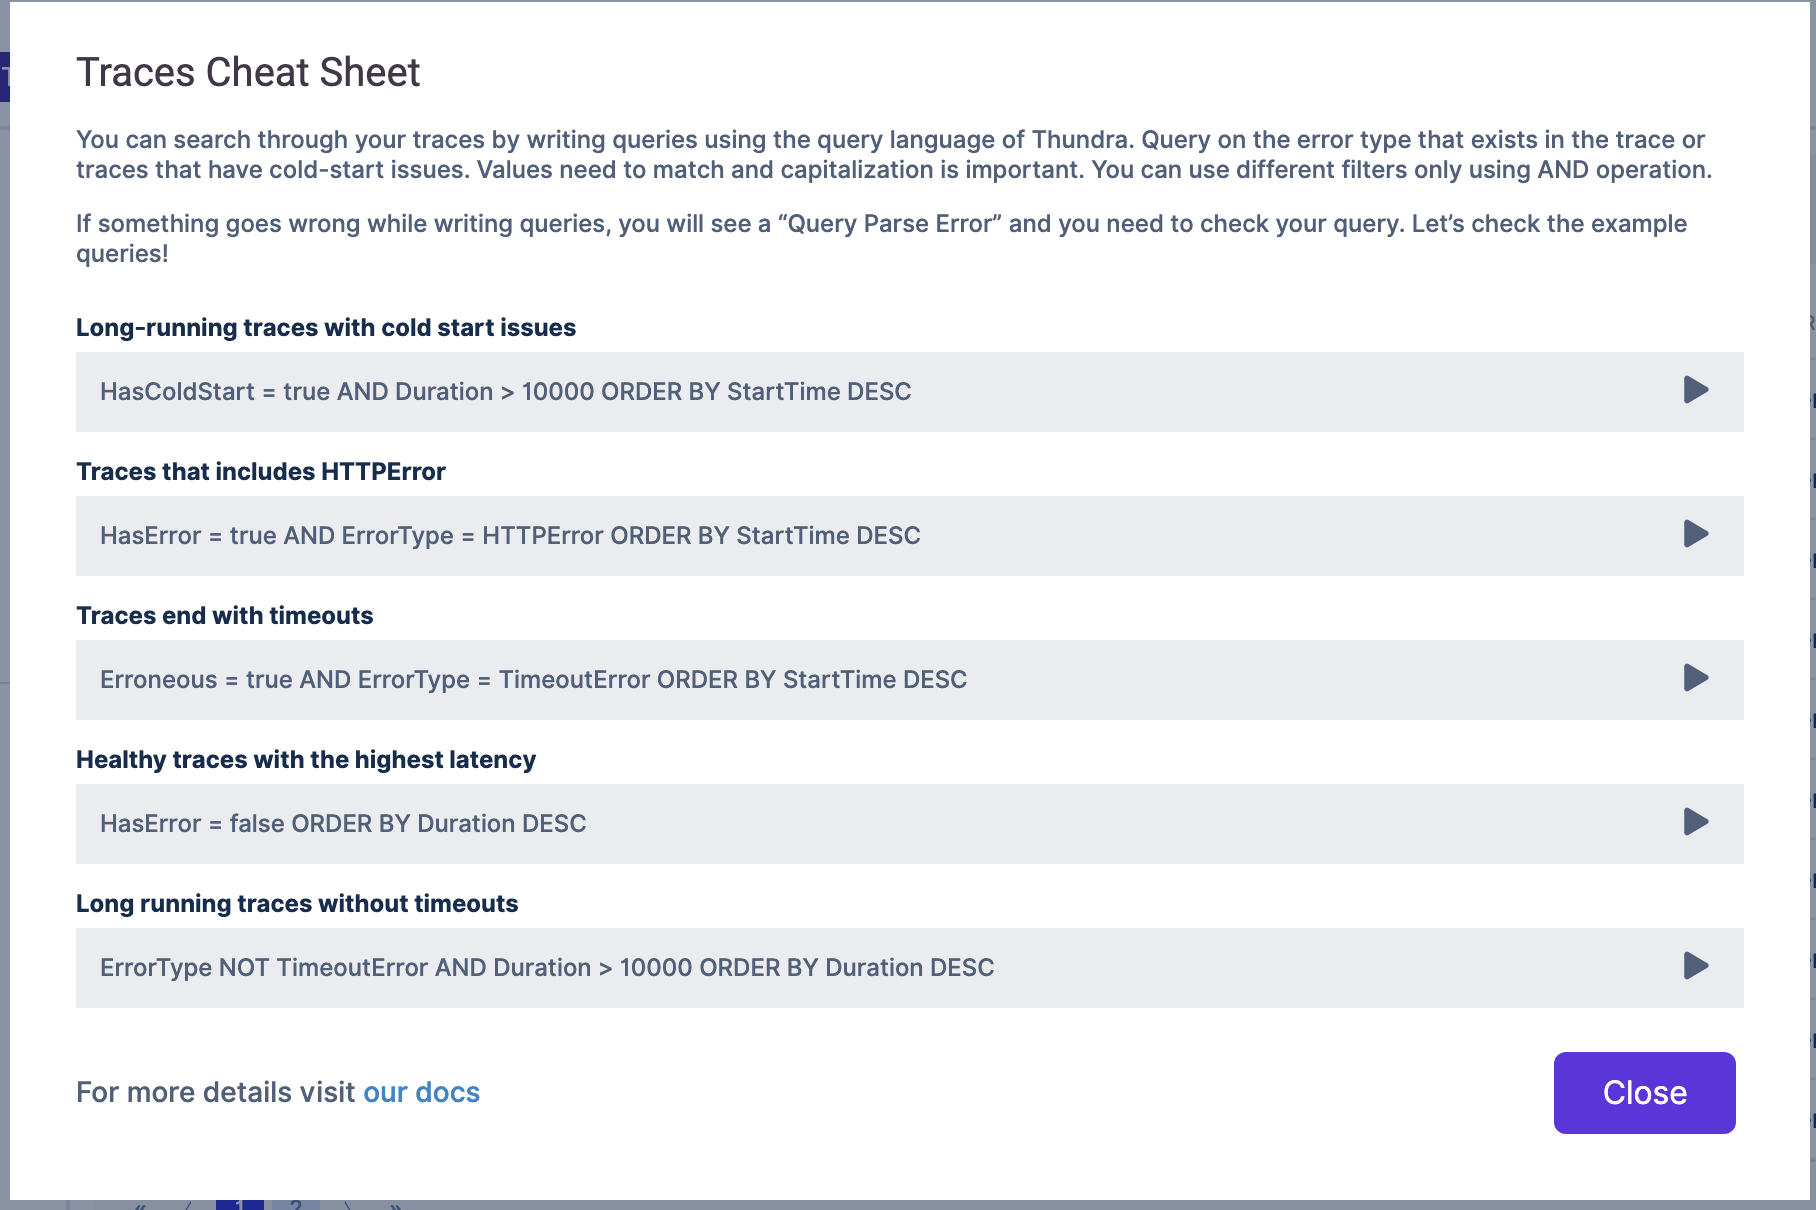 Traces Cheat Sheet
You can search through your traces by writing queries using the query language of Thundra. Query on the error type that exists in the trace or
traces that have cold-start issues. Values need to match and capitalization is important. You can use different filters only using AND operation.
If something goes wrong while writing queries, you will see a “Query Parse Error” and you need to check your query. Let’s check the example
queries!
Long-running traces with cold start issues
HasColdStart = true AND Duration > 10000 ORDER BY StartTime DESC
Traces that includes HTTPError
HasError = true AND ErrorType = HTTPError ORDER BY StartTime DESC
Traces end with timeouts
Erroneous = true AND ErrorType = TimeoutError ORDER BY StartTime DESC
Healthy traces with the highest latency
HasError = false ORDER BY Duration DESC
Long running traces without timeouts
ErrorType NOT TimeoutError AND Duration > 10000 ORDER BY Duration DESC
For more details visit our docs
Close
« 1 2 »